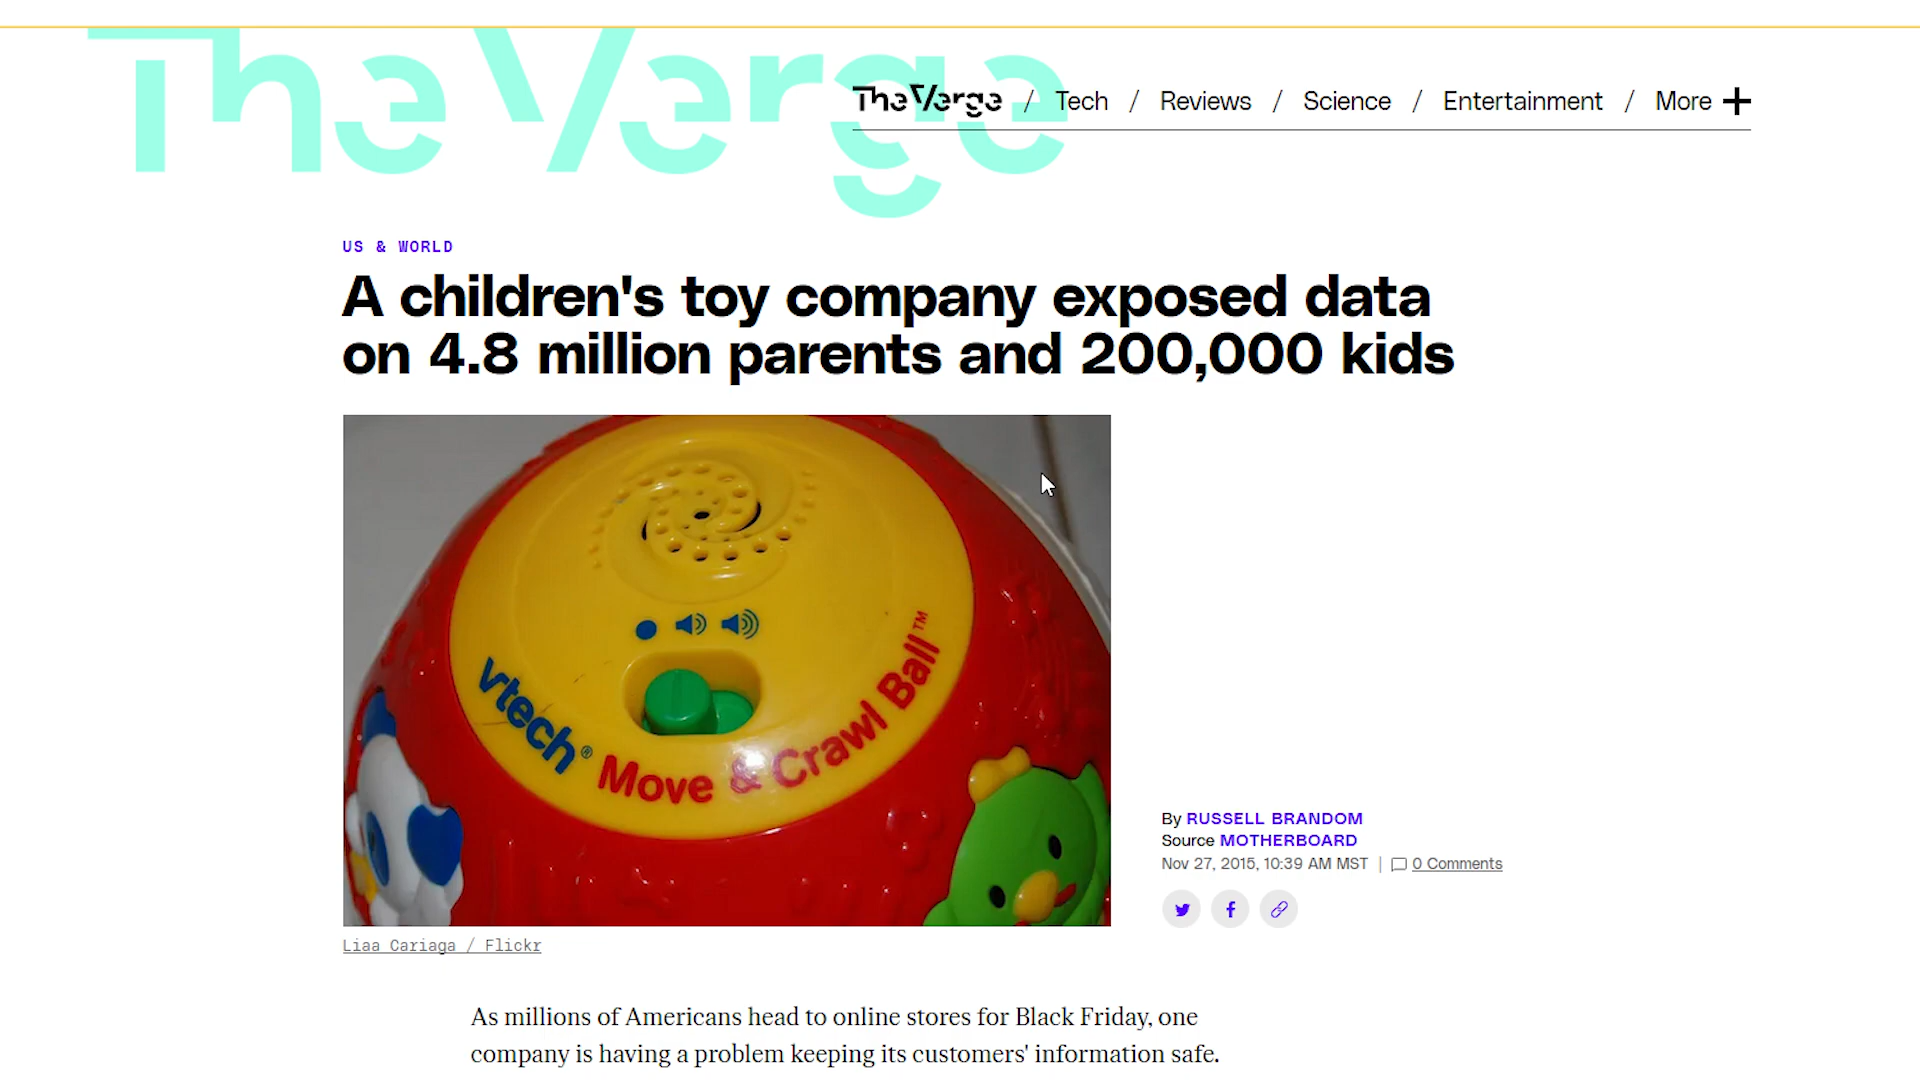 The Verge
The Verge / Tech / Reviews / Science / Entertainment / More +
US & WORLD
A children's toy company exposed data
on 4.8 million parents and 200,000 kids
vtech® Move & Crawl Ball™
By RUSSELL BRANDOM
Source MOTHERBOARD
Nov 27, 2015, 10:39 AM MST | 0 Comments
Liaa Cariaga / Flickr
As millions of Americans head to online stores for Black Friday, one
company is having a problem keeping its customers' information safe.